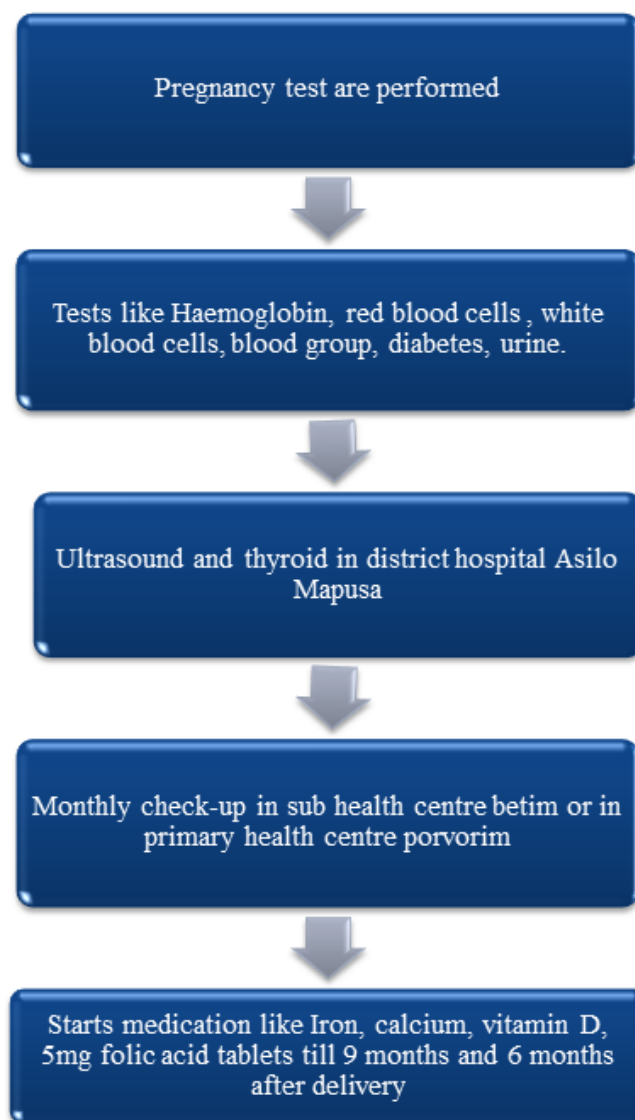 Pregnancy test are performed
Tests like Haemoglobin, red blood cells , white
blood cells, blood group, diabetes, urine.
Ultrasound and thyroid in district hospital Asilo
Mapusa
Monthly check-up in sub health centre betim or in
primary health centre porvorim
Starts medication like Iron, calcium, vitamin D,
5mg folic acid tablets till 9 months and 6 months
after delivery